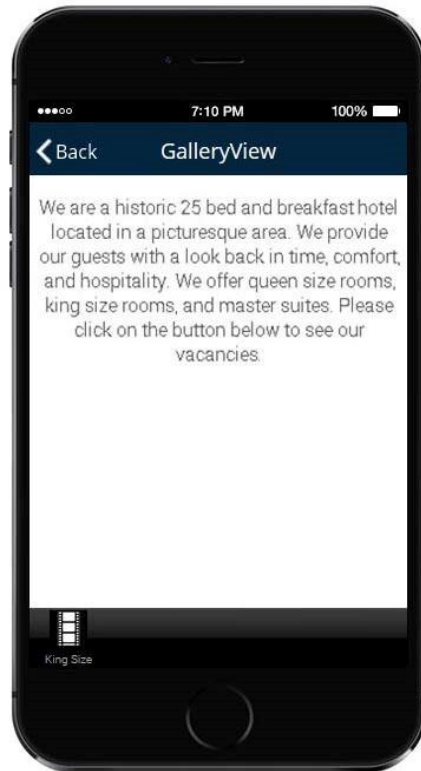 7:10 PM
100%
Back
GalleryView
We are a historic 25 bed and breakfast hotel
located in a picturesque area. We provide
our guests with a look back in time, comfort,
and hospitality. We offer queen size rooms,
king size rooms, and master suites. Please
click on the button below to see our
vacancies.
King Size